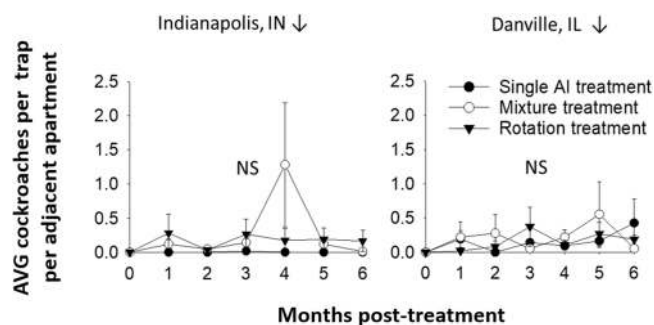 Indianapolis, IN ↓
Danville, IL ↓
AVG cockroaches per trap
per adjacent apartment
2.5
2.0
1.5
1.0
0.5
0.0
NS
0 1 2 3 4 5 6
2.5
2.0
1.5
1.0
0.5
0.0
Single AI treatment
Mixture treatment
Rotation treatment
NS
0 1 2 3 4 5 6
Months post-treatment